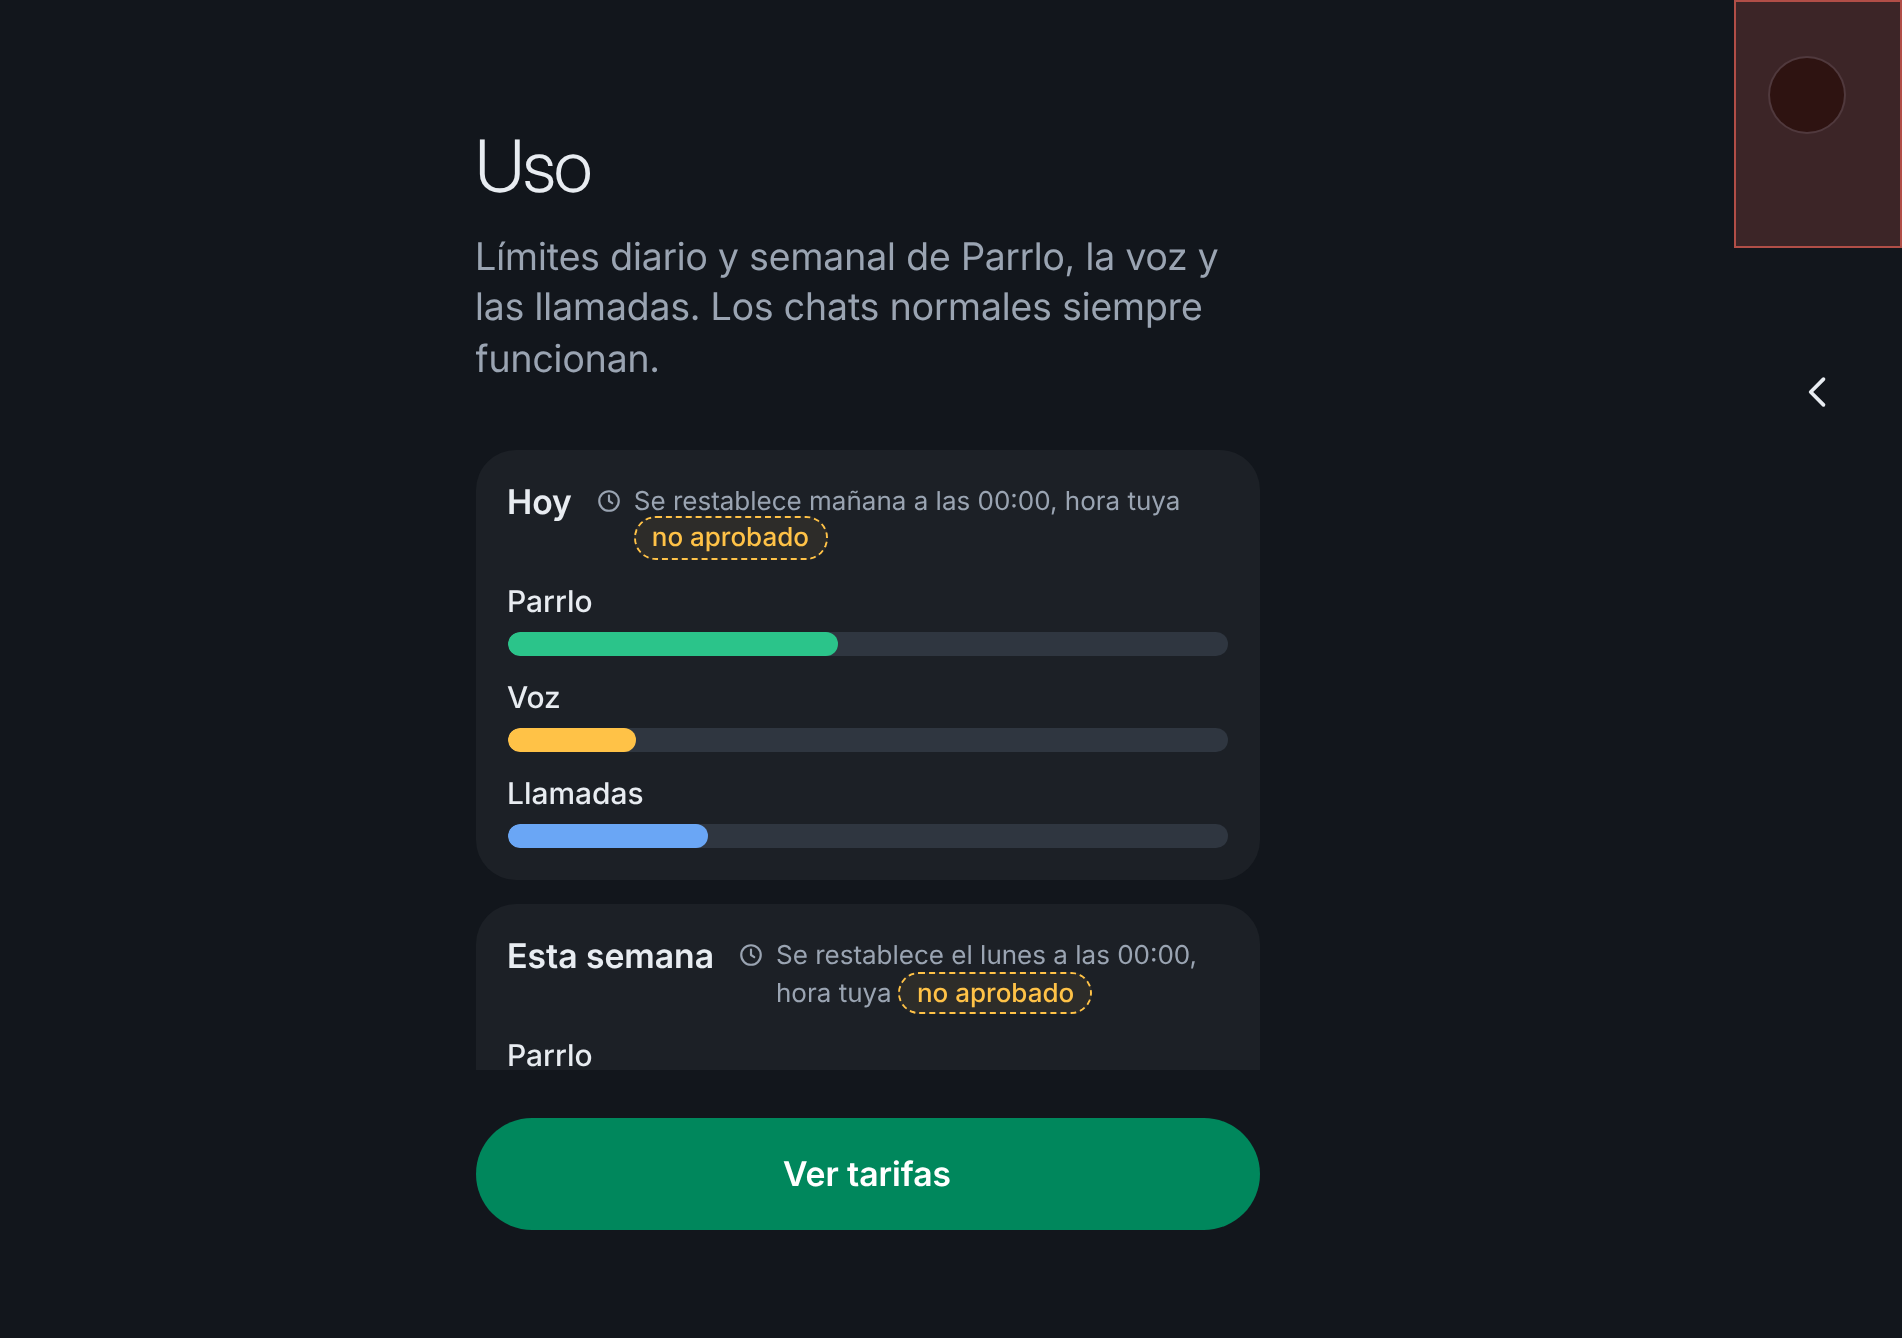 Uso
Límites diario y semanal de Parrlo, la voz y
las llamadas. Los chats normales siempre
funcionan.
Hoy Se restablece mañana a las 00:00, hora tuya
no aprobado
Parrlo
Voz
Llamadas
Esta semana Se restablece el lunes a las 00:00,
hora tuya no aprobado
Parrlo
Ver tarifas